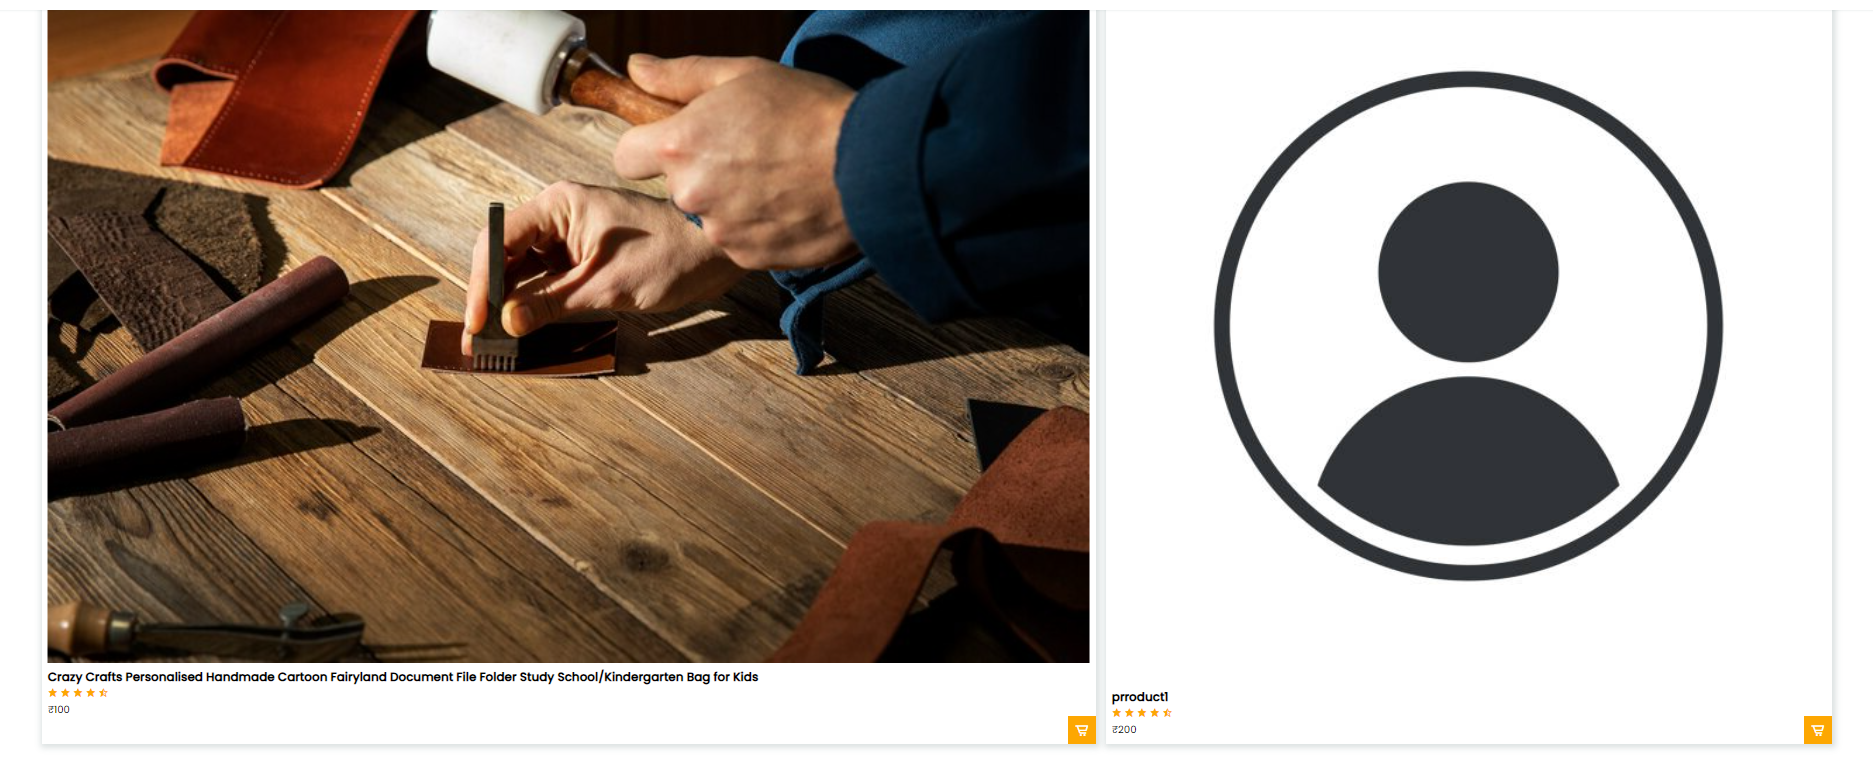 Crazy Crafts Personalised Handmade Cartoon Fairyland Document File Folder Study School/Kindergarten Bag for Kids
₹100
prroduct1
₹200